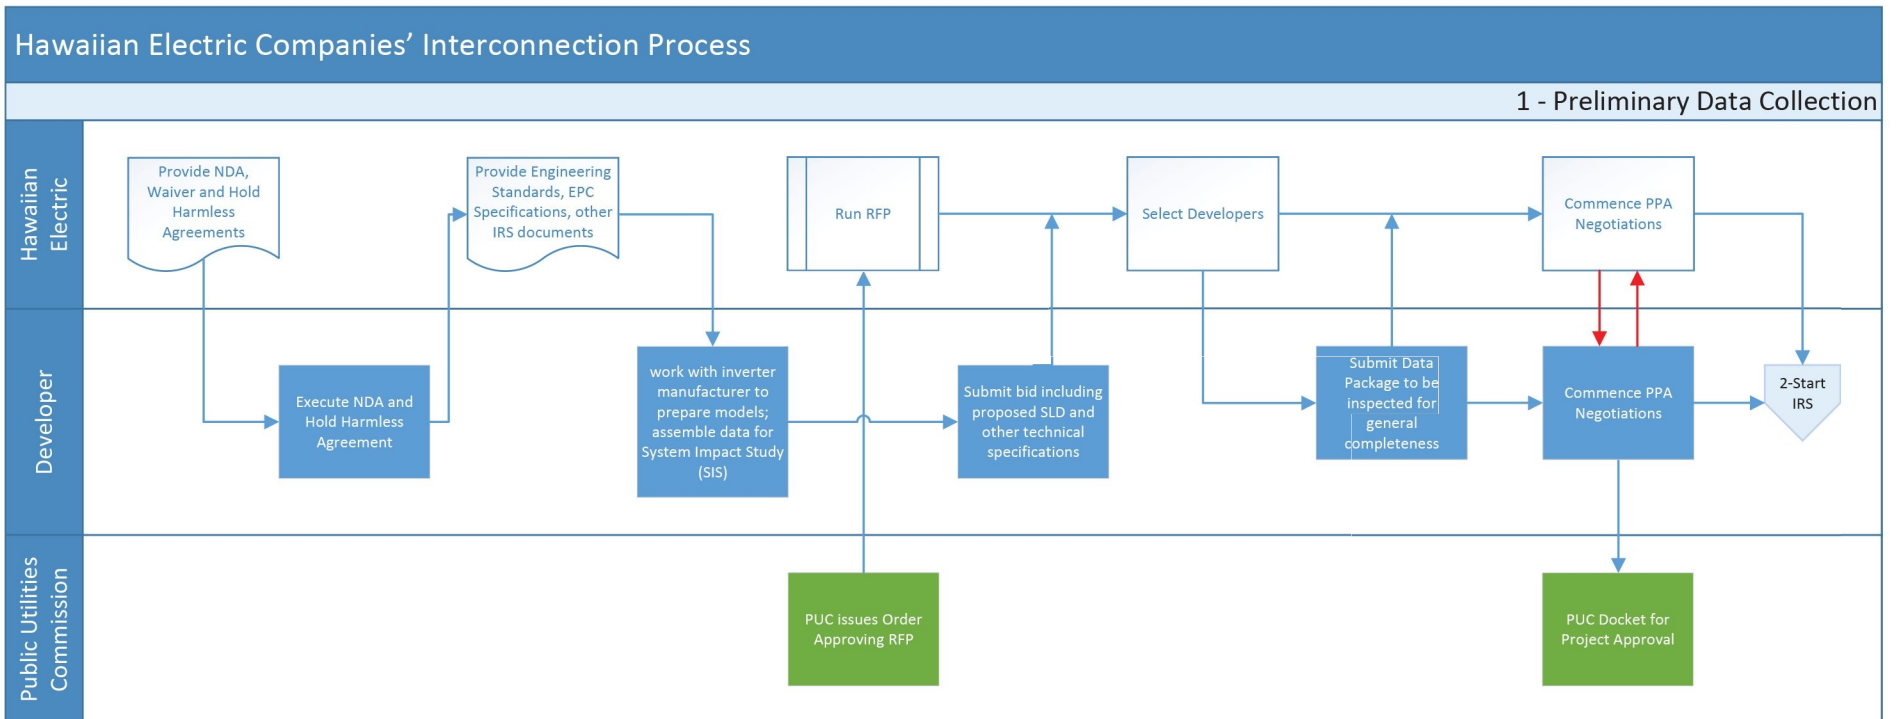 Hawaiian Electric Companies’ Interconnection Process
1 - Preliminary Data Collection
Hawaiian
Electric
Provide NDA,
Waiver and Hold
Harmless
Agreements
Provide Engineering
Standards, EPC
Specifications, other
IRS documents
Run RFP
Select Developers
Commence PPA
Negotiations
Developer
Execute NDA and
Hold Harmless
Agreement
work with inverter
manufacturer to
prepare models;
assemble data for
System Impact Study
(SIS)
Submit bid including
proposed SLD and
other technical
specifications
Submit Data
Package to be
inspected for
general
completeness
Commence PPA
Negotiations
2-Start
IRS
Public Utilities
Commission
PUC issues Order
Approving RFP
PUC Docket for
Project Approval